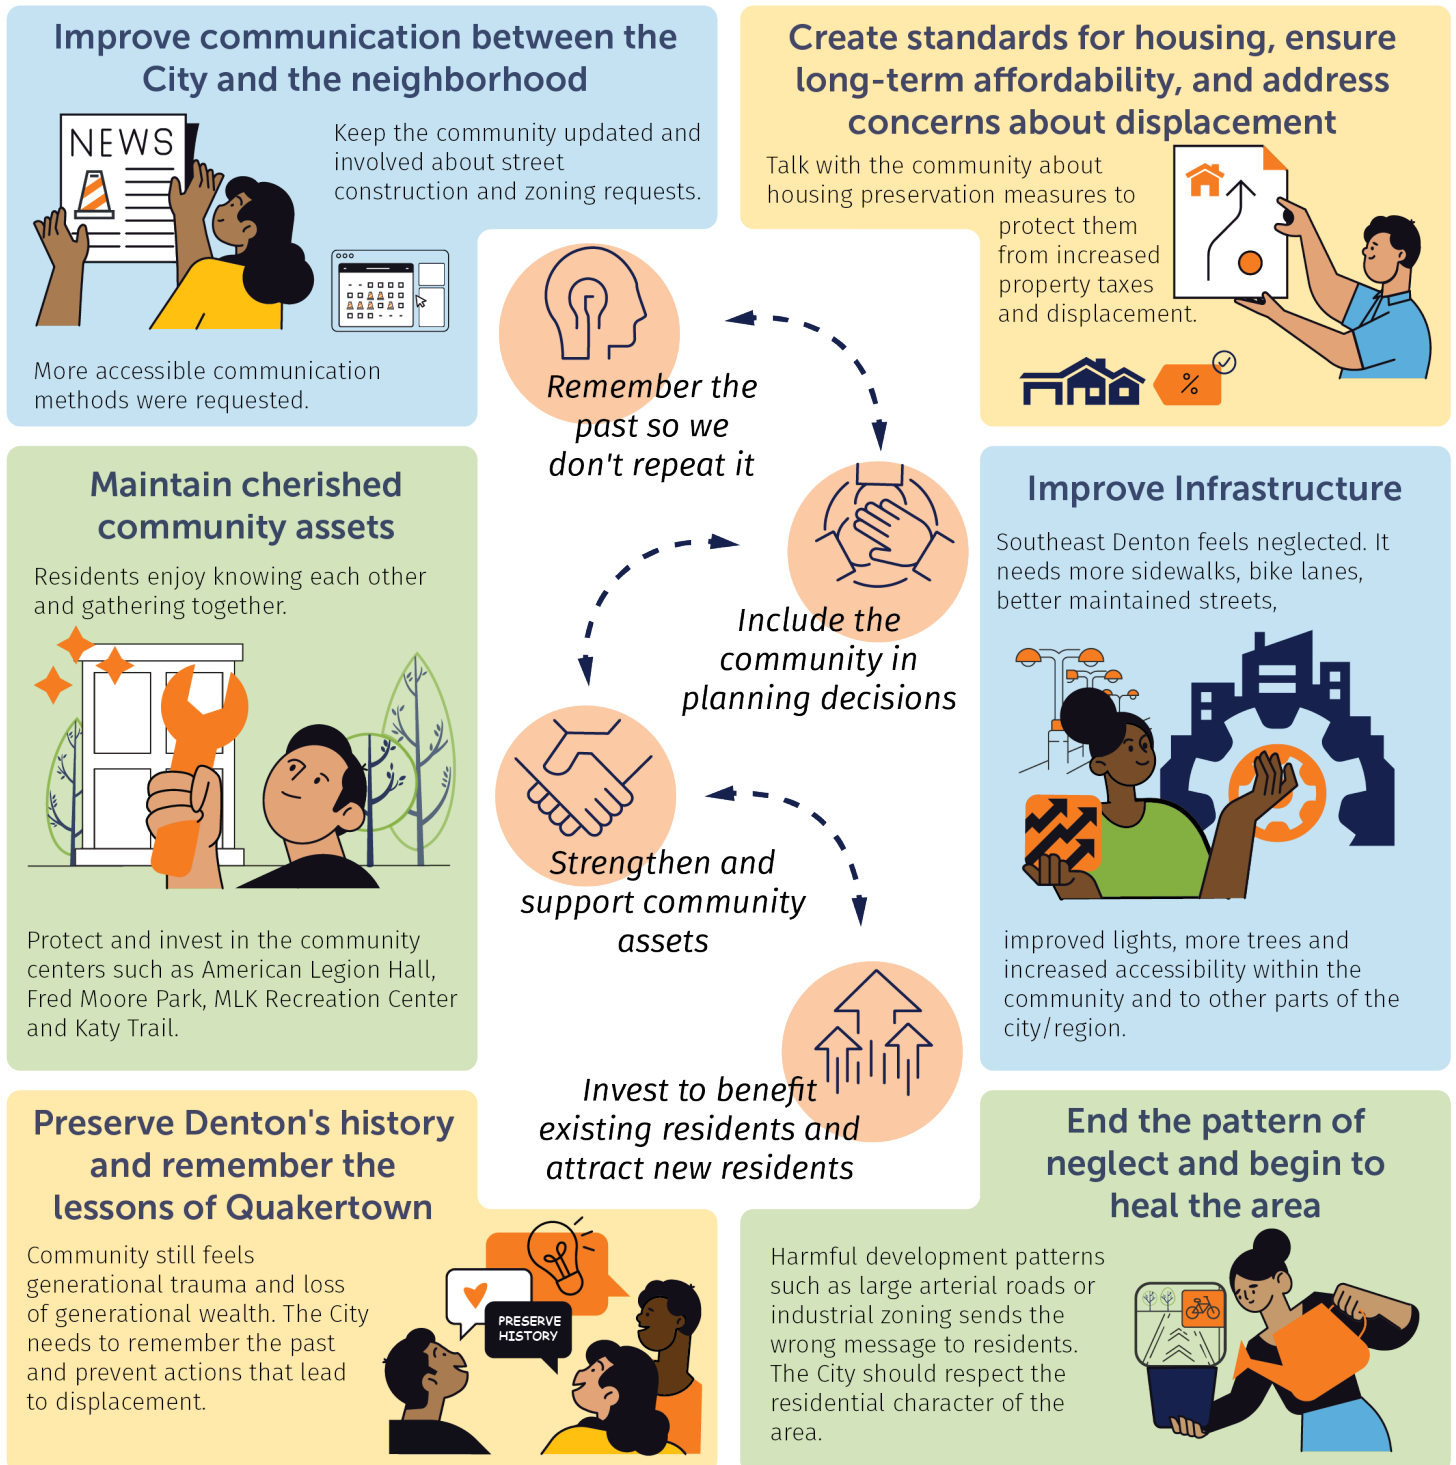 Improve communication between the
City and the neighborhood
NEWS
Keep the community updated and
involved about street
construction and zoning requests.
More accessible communication
methods were requested.
Create standards for housing, ensure
long-term affordability, and address
concerns about displacement
Talk with the community about
housing preservation measures to
protect them
from increased
property taxes
and displacement.
%
Remember the
past so we
don't repeat it
Include the
community in
planning decisions
Strengthen and
support community
assets
Invest to benefit
existing residents and
attract new residents
Maintain cherished
community assets
Residents enjoy knowing each other
and gathering together.
Protect and invest in the community
centers such as American Legion Hall,
Fred Moore Park, MLK Recreation Center
and Katy Trail.
Improve Infrastructure
Southeast Denton feels neglected. It
needs more sidewalks, bike lanes,
better maintained streets,
improved lights, more trees and
increased accessibility within the
community and to other parts of the
city/region.
Preserve Denton's history
and remember the
lessons of Quakertown
Community still feels
generational trauma and loss
of generational wealth. The City
needs to remember the past
and prevent actions that lead
to displacement.
PRESERVE
HISTORY
End the pattern of
neglect and begin to
heal the area
Harmful development patterns
such as large arterial roads or
industrial zoning sends the
wrong message to residents.
The City should respect the
residential character of the
area.